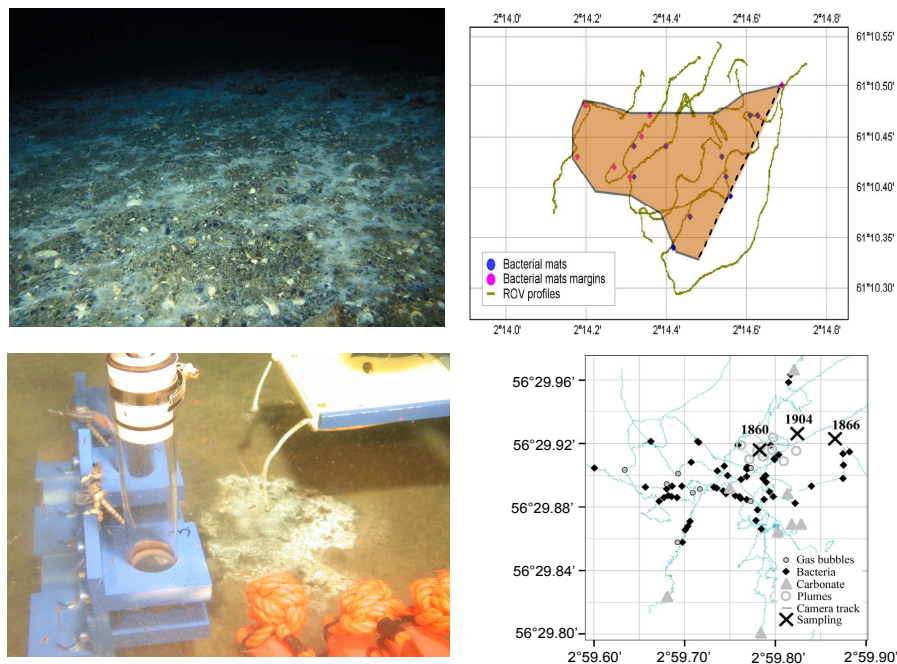 2°14.0' 2°14.2' 2°14.4' 2°14.6' 2°14.8'
61°10.55'
61°10.50'
61°10.45'
61°10.40'
61°10.35'
61°10.30'
Bacterial mats
Bacterial mats margins
ROV profiles
2°14.0' 2°14.2' 2°14.4' 2°14.6' 2°14.8'
56°29.96'
56°29.92'
56°29.88'
56°29.84'
56°29.80'
1860 1904 1866
Gas bubbles
Bacteria
Carbonate
Plumes
Camera track
Sampling
2°59.60' 2°59.70' 2°59.80' 2°59.90'